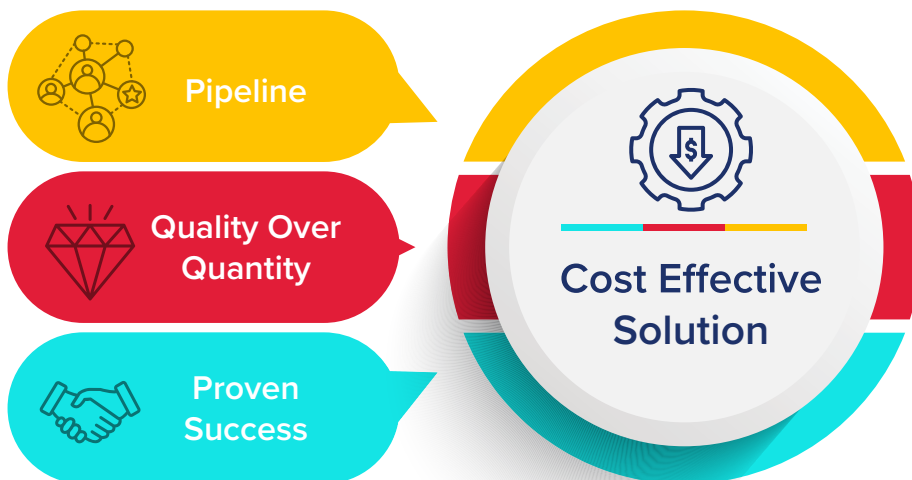 Pipeline
Quality Over
Quantity
Proven
Success
$
Cost Effective
Solution